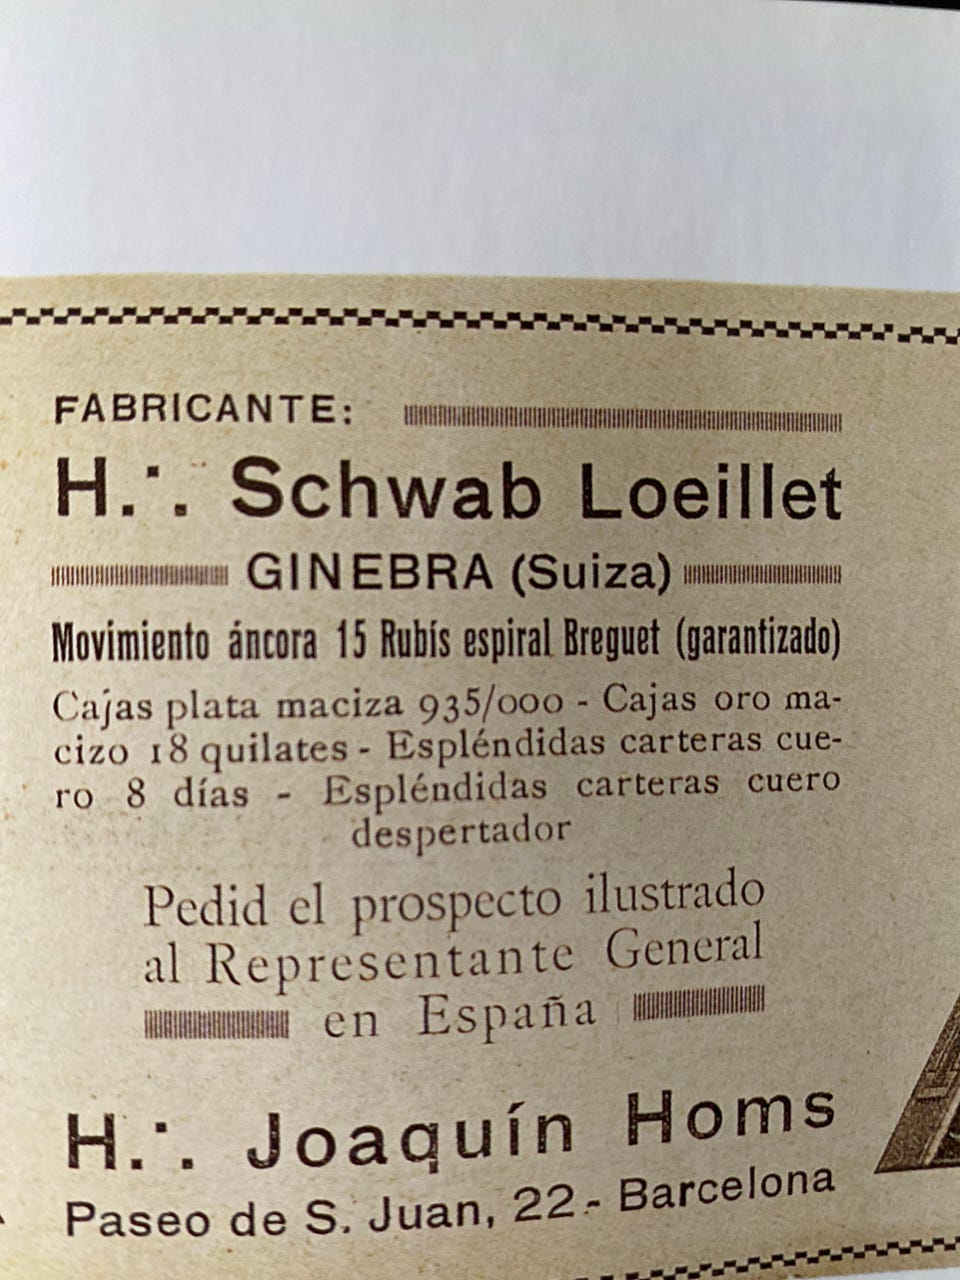 FABRICANTE:
H.∴ Schwab Loeillet
GINEBRA (Suiza)
Movimiento áncora 15 Rubís espiral Breguet (garantizado)
Cajas plata maciza 935/000 - Cajas oro ma-
cizo 18 quilates - Espléndidas carteras cue-
ro 8 días - Espléndidas carteras cuero
despertador
Pedid el prospecto ilustrado
al Representante General
en España
H.∴ Joaquín Homs
Paseo de S. Juan, 22.- Barcelona